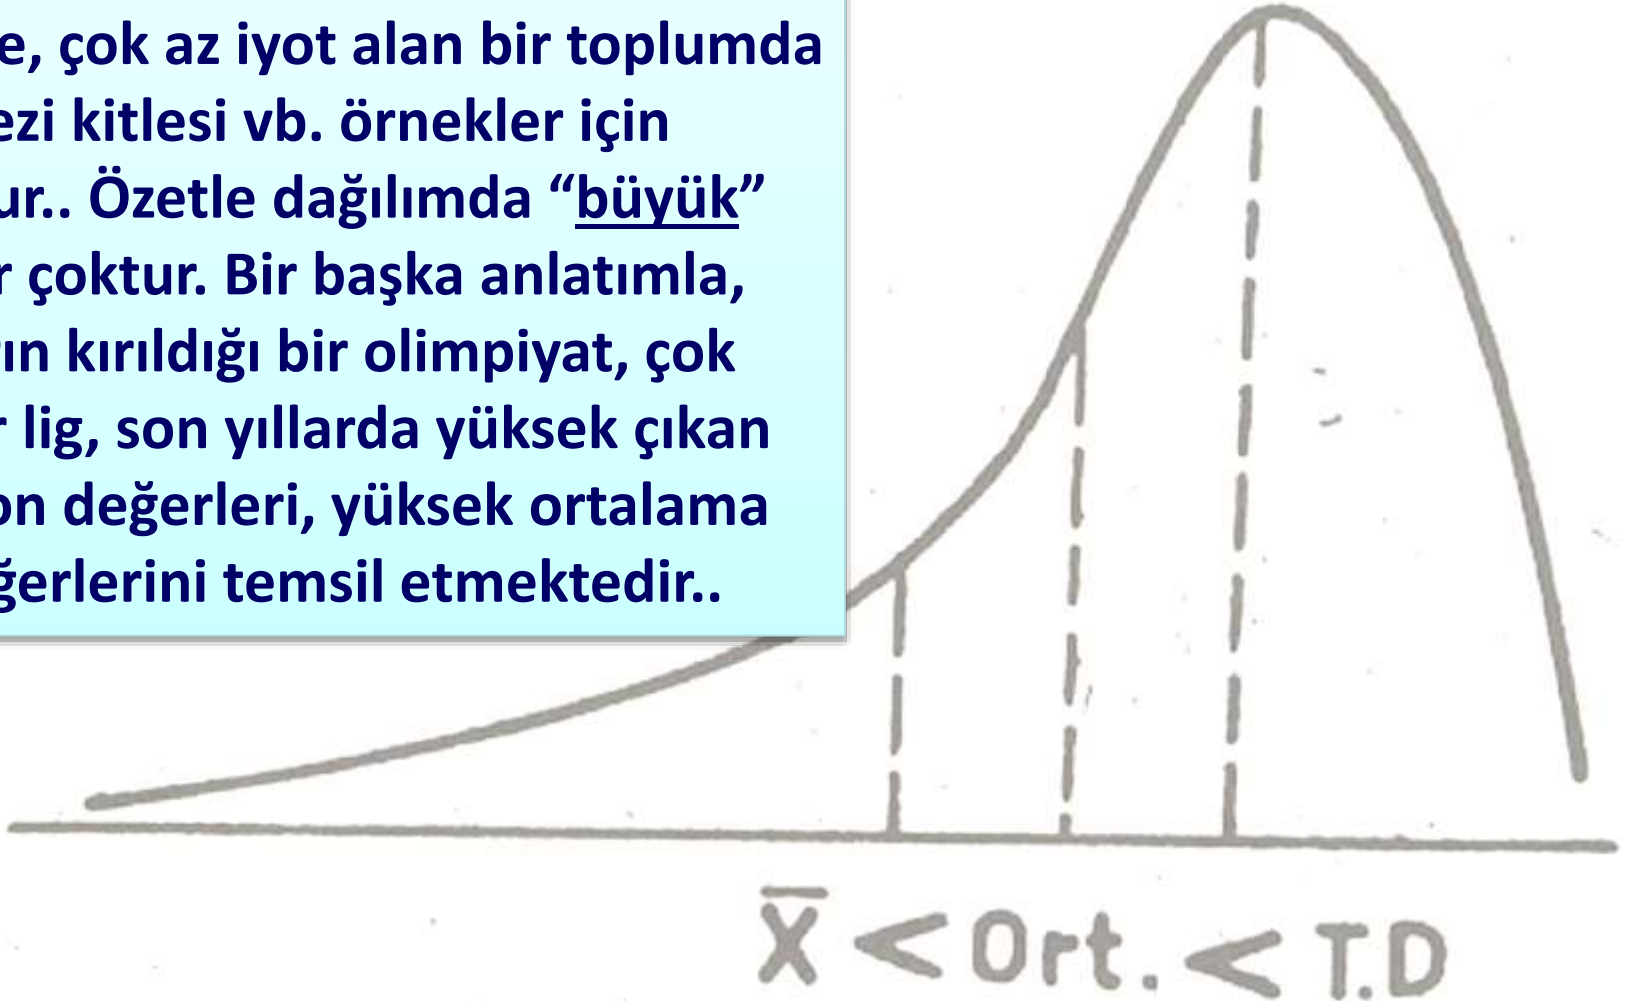 e, çok az iyot alan bir toplumda
ezi kitlesi vb. örnekler için
ur.. Özetle dağılımda “büyük”
r çoktur. Bir başka anlatımla,
ın kırıldığı bir olimpiyat, çok
r lig, son yıllarda yüksek çıkan
on değerleri, yüksek ortalama
ğerlerini temsil etmektedir..
X̅ < Ort. < T.D